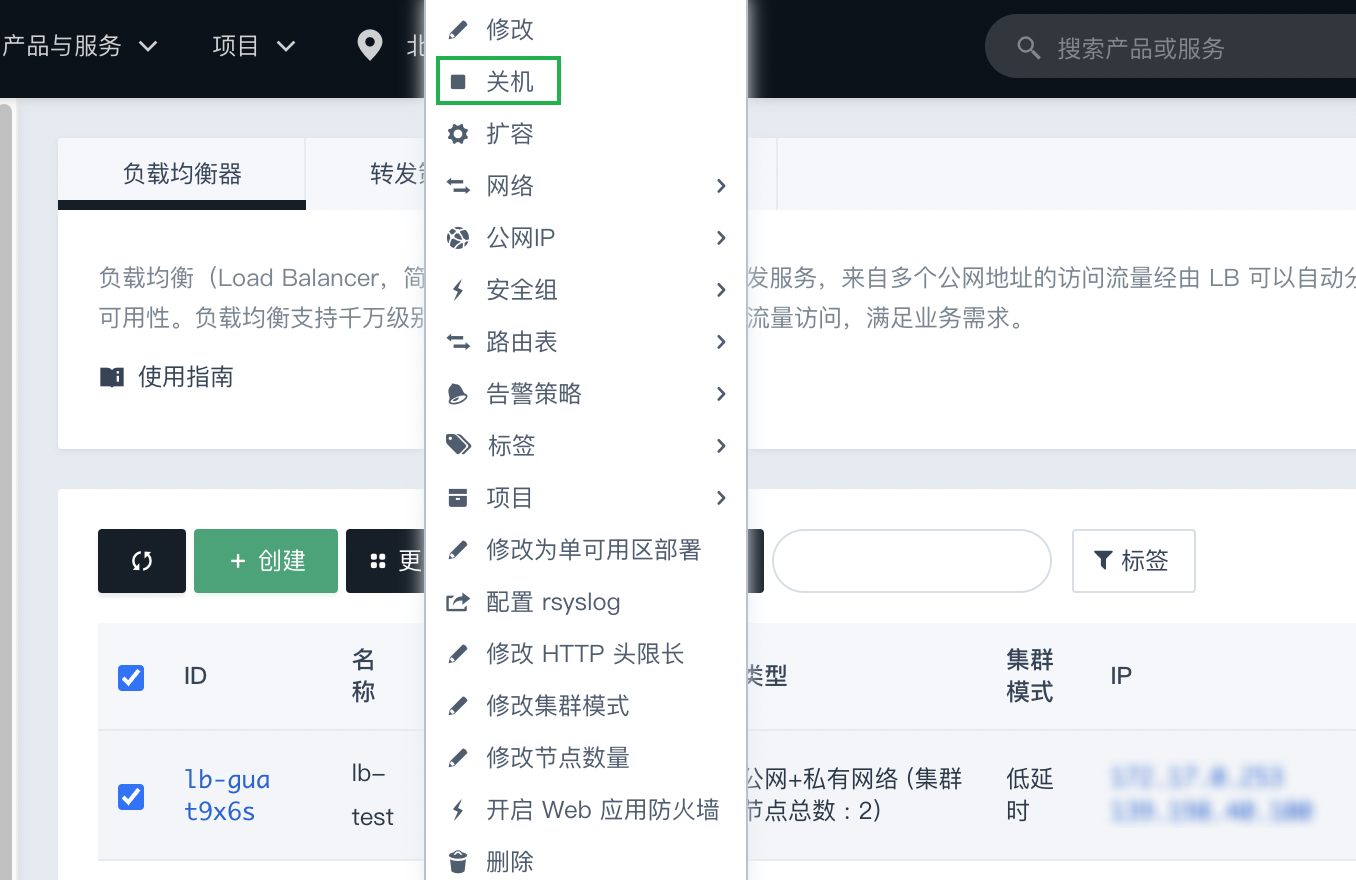 产品与服务
项目
北
搜索产品或服务
修改
关机
扩容
网络
公网IP
安全组
路由表
告警策略
标签
项目
修改为单可用区部署
配置 rsyslog
修改 HTTP 头限长
修改集群模式
修改节点数量
开启 Web 应用防火墙
删除
负载均衡器
转发
负载均衡（Load Balancer，简
发服务，来自多个公网地址的访问流量经由 LB 可以自动分
可用性。负载均衡支持千万级别
流量访问，满足业务需求。
使用指南
+ 创建
更
标签
ID
名
称
类型
集群
模式
IP
lb-gua
t9x6s
lb-
test
公网+私有网络 (集群
节点总数：2)
低延
时